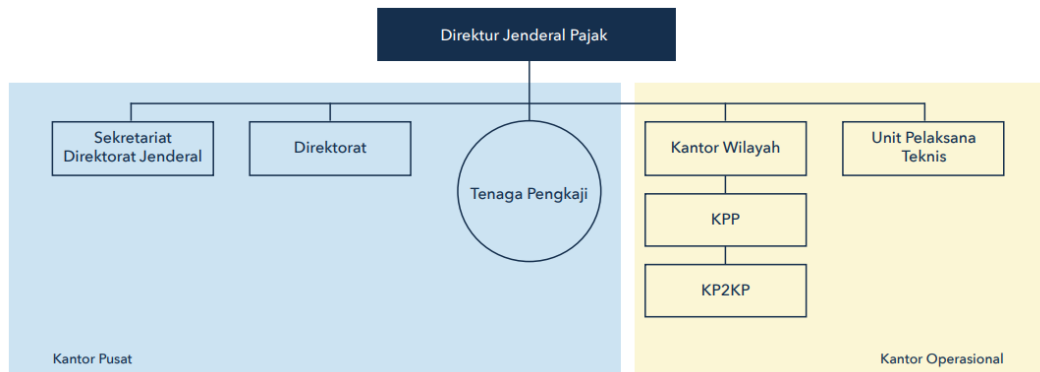 Direktur Jenderal Pajak
Sekretariat
Direktorat Jenderal
Direktorat
Tenaga Pengkaji
Kantor Wilayah
Unit Pelaksana
Teknis
KPP
KP2KP
Kantor Pusat
Kantor Operasional